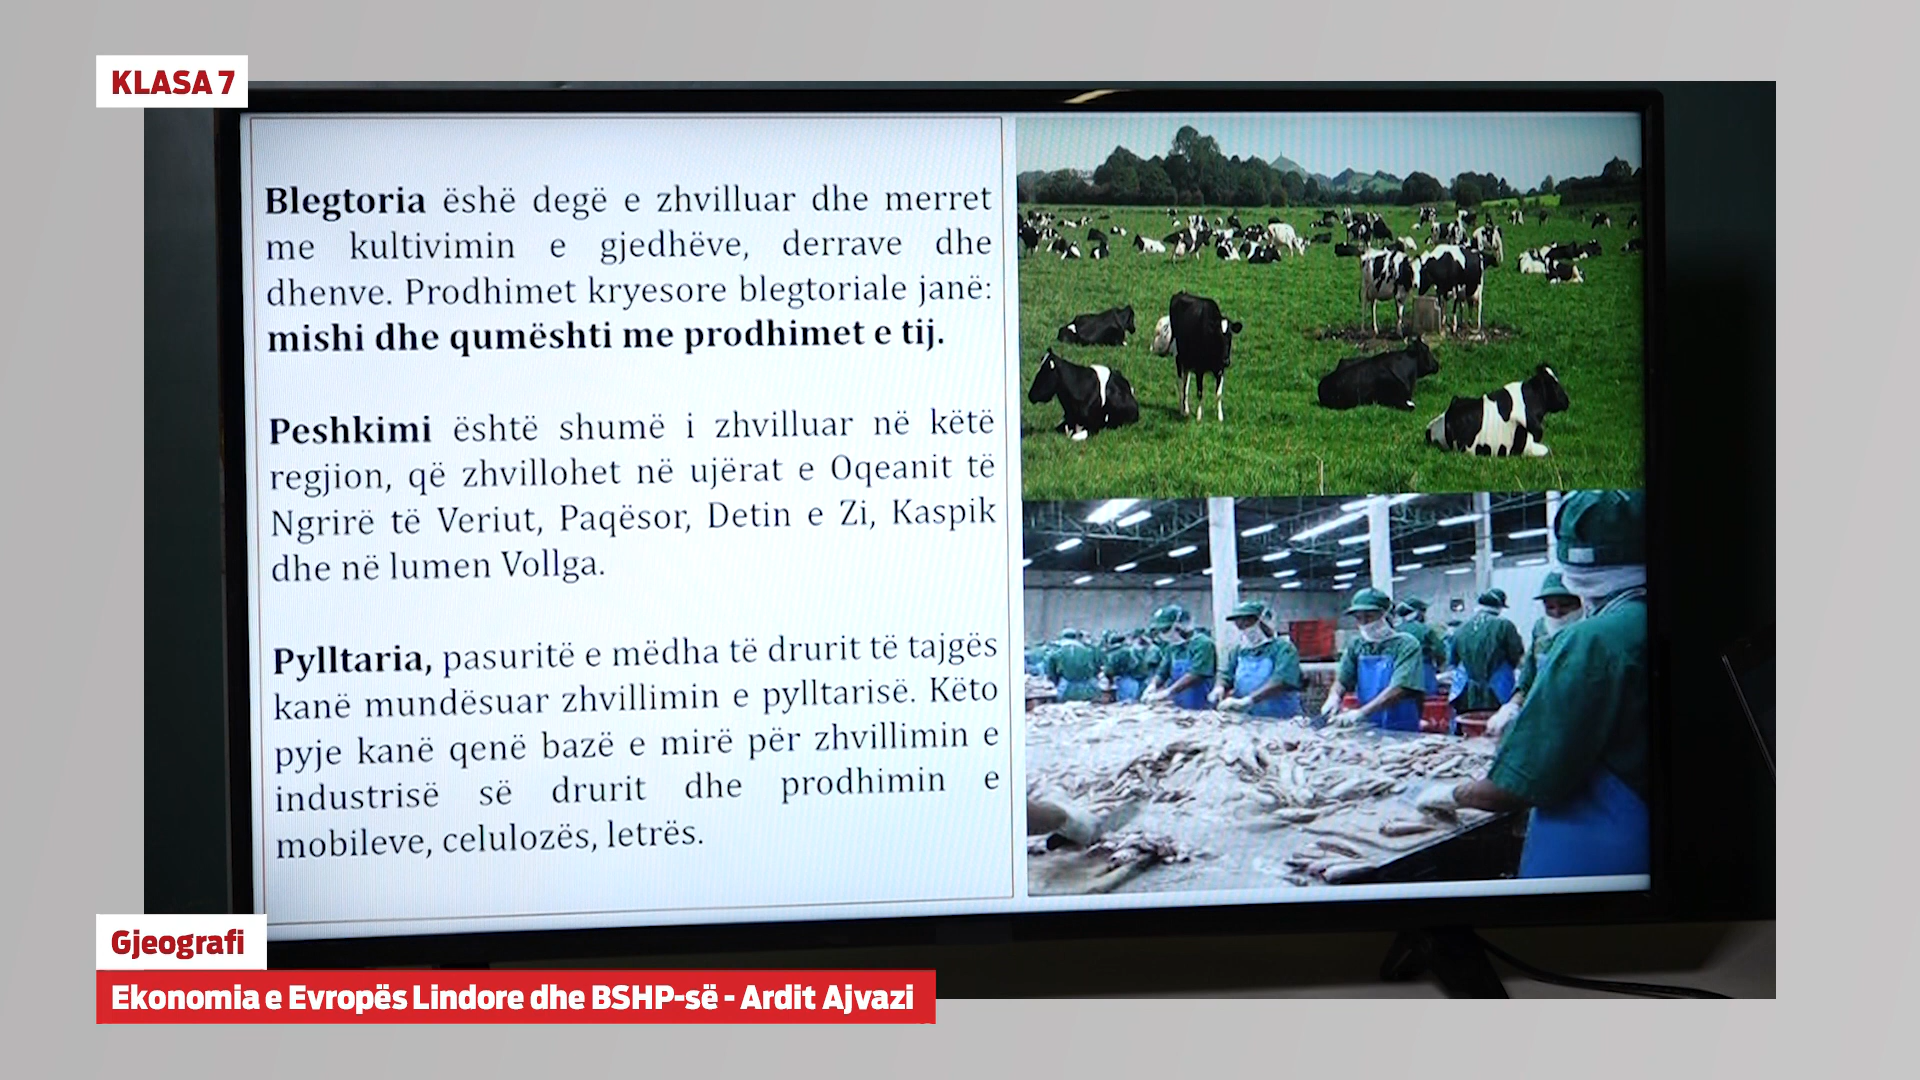 KLASA 7
Blegtoria ëshë degë e zhvilluar dhe merret
me kultivimin e gjedhëve, derrave dhe
dhenve. Prodhimet kryesore blegtoriale janë:
mishi dhe qumështi me prodhimet e tij.
Peshkimi është shumë i zhvilluar në këtë
regjion, që zhvillohet në ujërat e Oqeanit të
Ngrirë të Veriut, Paqësor, Detin e Zi, Kaspik
dhe në lumen Vollga.
Pylltaria, pasuritë e mëdha të drurit të tajgës
kanë mundësuar zhvillimin e pylltarisë. Këto
pyje kanë qenë bazë e mirë për zhvillimin e
industrisë së drurit dhe prodhimin e
mobileve, celulozës, letrës.
Gjeografi
Ekonomia e Evropës Lindore dhe BSHP-së - Ardit Ajvazi